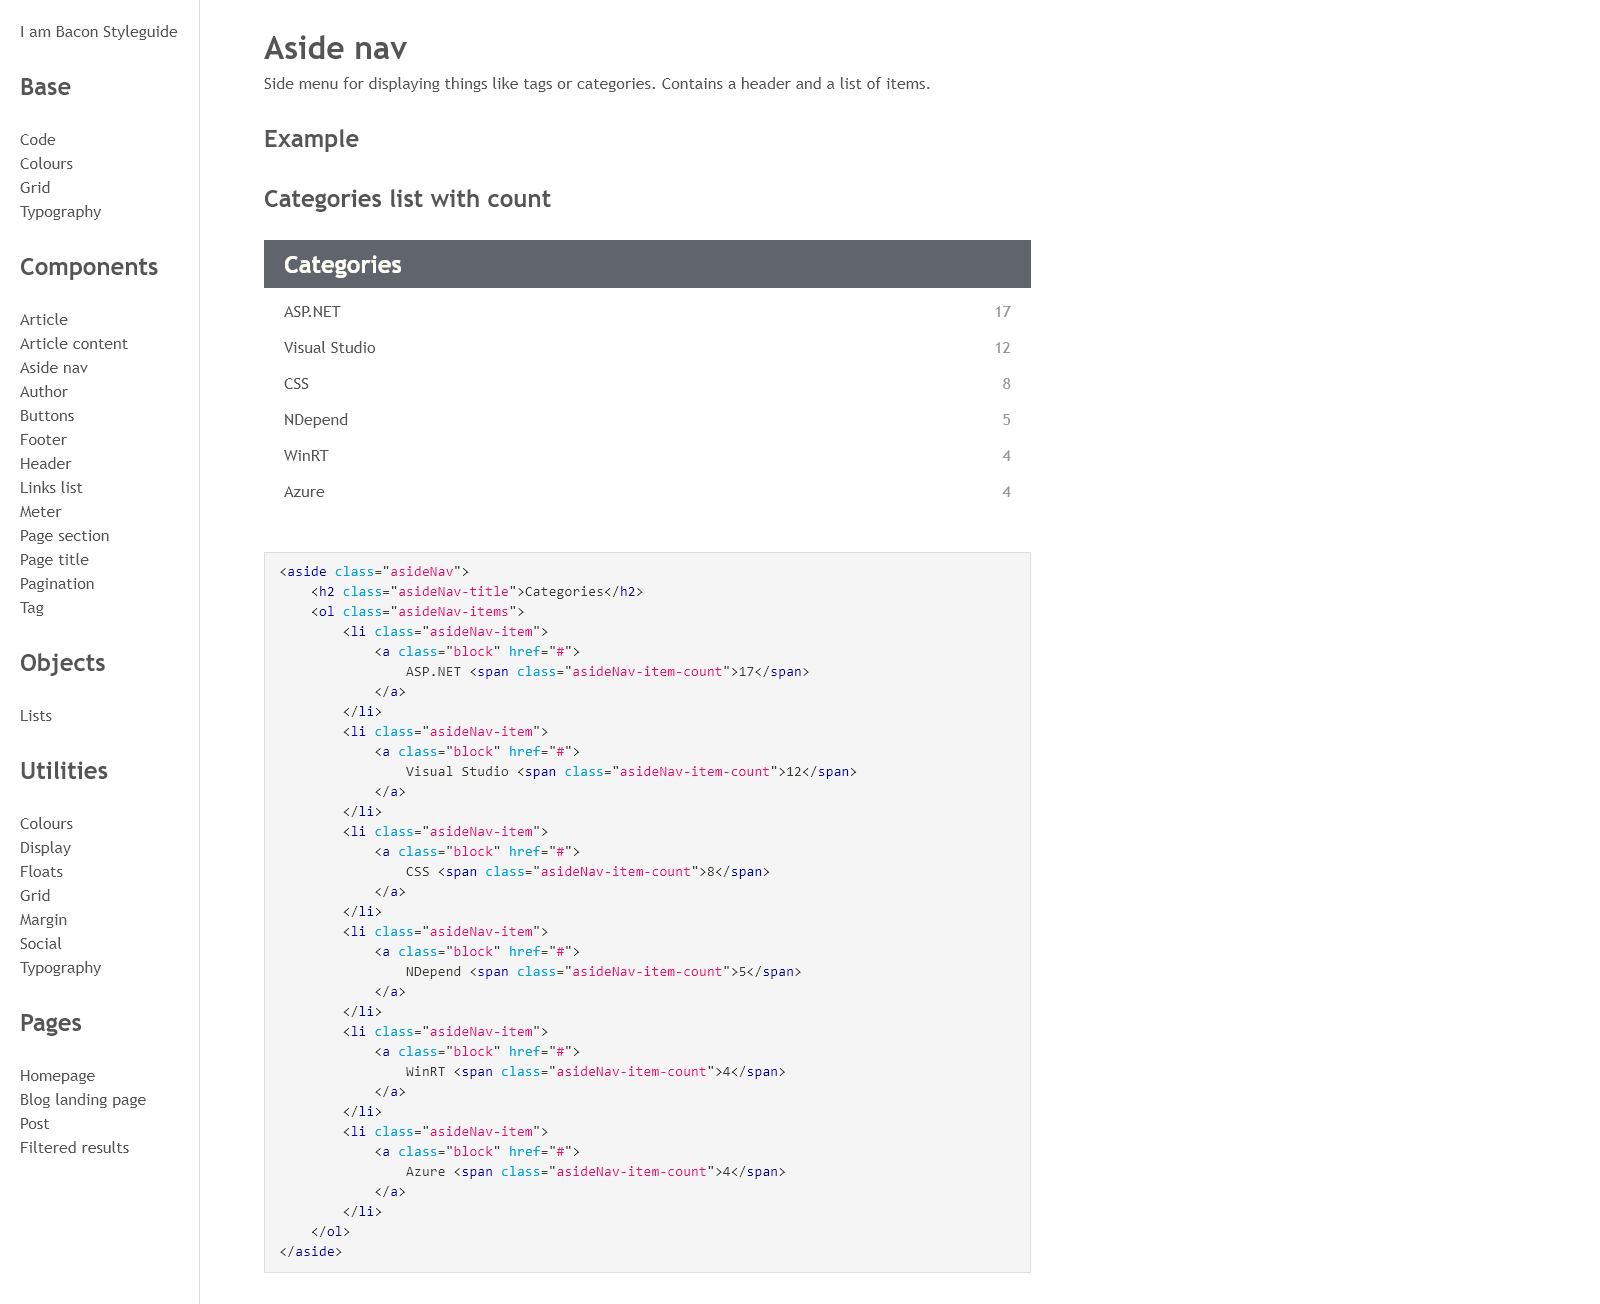 I am Bacon Styleguide
Base
Code
Colours
Grid
Typography
Components
Article
Article content
Aside nav
Author
Buttons
Footer
Header
Links list
Meter
Page section
Page title
Pagination
Tag
Objects
Lists
Utilities
Colours
Display
Floats
Grid
Margin
Social
Typography
Pages
Homepage
Blog landing page
Post
Filtered results
Aside nav
Side menu for displaying things like tags or categories. Contains a header and a list of items.
Example
Categories list with count
Categories
ASP.NET 17
Visual Studio 12
CSS 8
NDepend 5
WinRT 4
Azure 4
<aside class="asideNav">
    <h2 class="asideNav-title">Categories</h2>
    <ol class="asideNav-items">
        <li class="asideNav-item">
            <a class="block" href="#">
                ASP.NET <span class="asideNav-item-count">17</span>
            </a>
        </li>
        <li class="asideNav-item">
            <a class="block" href="#">
                Visual Studio <span class="asideNav-item-count">12</span>
            </a>
        </li>
        <li class="asideNav-item">
            <a class="block" href="#">
                CSS <span class="asideNav-item-count">8</span>
            </a>
        </li>
        <li class="asideNav-item">
            <a class="block" href="#">
                NDepend <span class="asideNav-item-count">5</span>
            </a>
        </li>
        <li class="asideNav-item">
            <a class="block" href="#">
                WinRT <span class="asideNav-item-count">4</span>
            </a>
        </li>
        <li class="asideNav-item">
            <a class="block" href="#">
                Azure <span class="asideNav-item-count">4</span>
            </a>
        </li>
    </ol>
</aside>